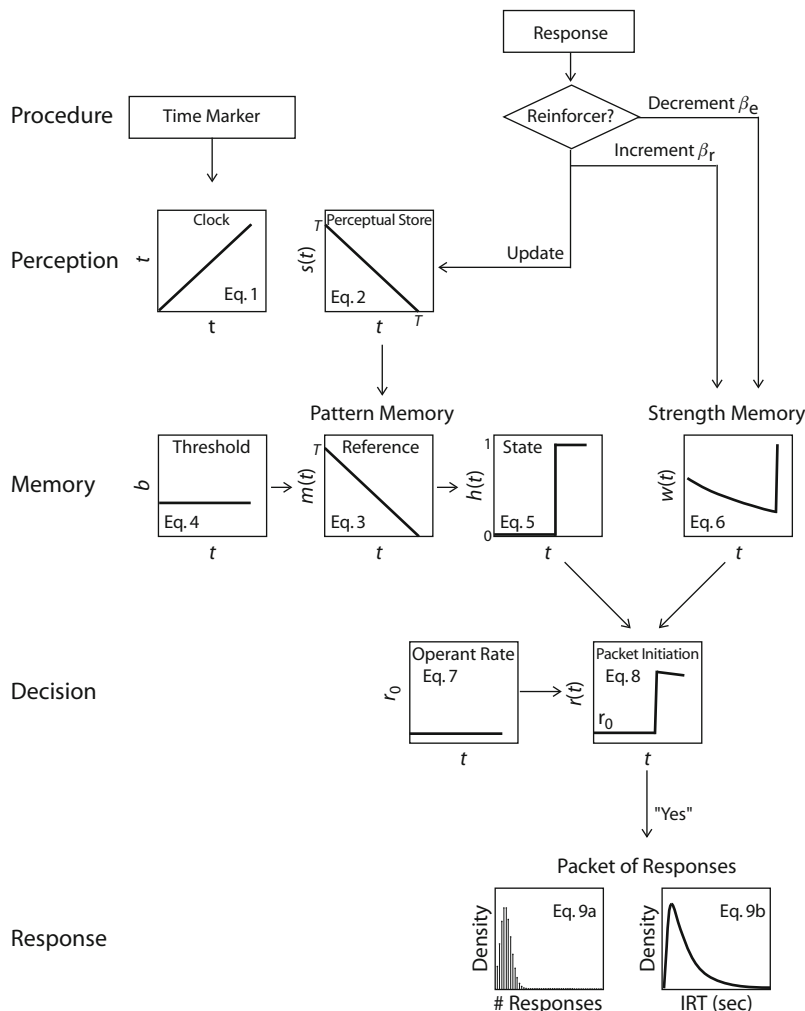 Response
Procedure
Time Marker
Reinforcer?
Decrement βe
Increment βr
Perception
t
Clock
Eq. 1
t
s(t)
T
Perceptual Store
Eq. 2
t
T
Update
Pattern Memory
Strength Memory
Memory
b
Threshold
Eq. 4
t
m(t)
T
Reference
Eq. 3
t
h(t)
1
0
State
Eq. 5
t
w(t)
Eq. 6
t
Decision
r0
Operant Rate
Eq. 7
t
r(t)
Packet Initiation
Eq. 8
r0
t
"Yes"
Packet of Responses
Response
Density
Eq. 9a
# Responses
Density
Eq. 9b
IRT (sec)